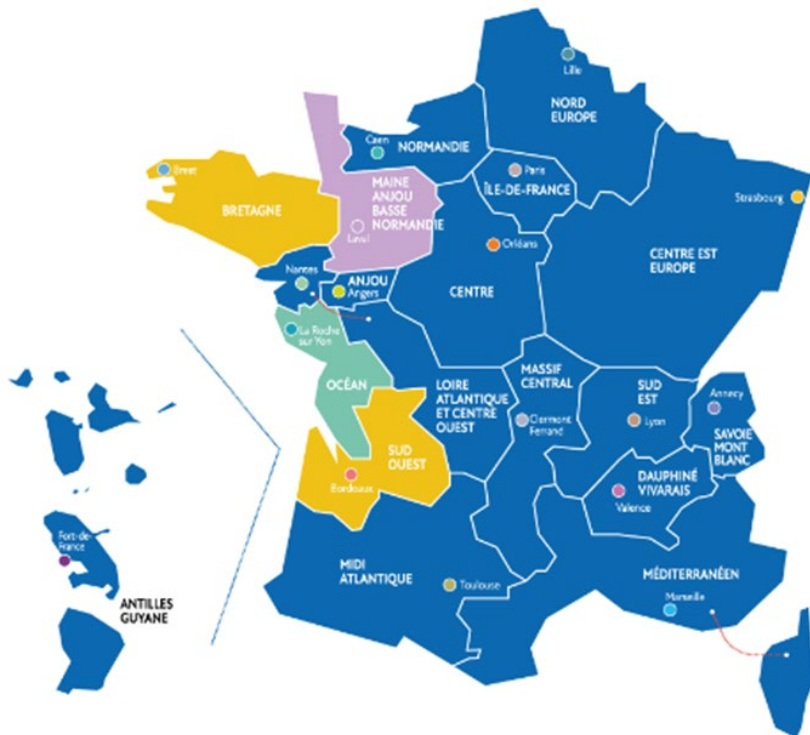 Lille
NORD
EUROPE
Caen
NORMANDIE
Paris
ÎLE-DE-FRANCE
Brest
BRETAGNE
MAINE
ANJOU
BASSE
NORMANDIE
Laval
Strasbourg
Orléans
CENTRE EST
EUROPE
Nantes
ANJOU
Angers
CENTRE
La Roche
sur Yon
OCÉAN
LOIRE
ATLANTIQUE
ET CENTRE
OUEST
MASSIF
CENTRAL
Clermont
Ferrand
SUD
EST
Lyon
Annecy
SAVOIE
MONT
BLANC
SUD
OUEST
Bordeaux
DAUPHINÉ
VIVARAIS
Valence
MIDI
ATLANTIQUE
Toulouse
MÉDITERRANÉEN
Marseille
Fort-de-
France
ANTILLES
GUYANE